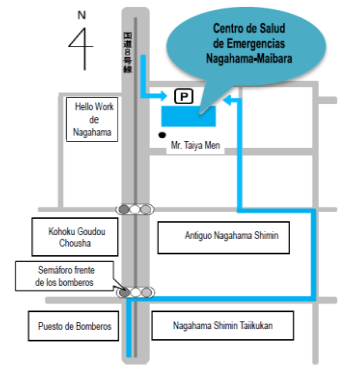 N
国道8号線
Centro de Salud
de Emergencias
Nagahama-Maibara
P
Hello Work
de
Nagahama
Mr. Taiya Men
Kohoku Goudou
Chousha
Antiguo Nagahama Shimin
Semáforo frente
de los bomberos
Puesto de Bomberos
Nagahama Shimin Taiikukan